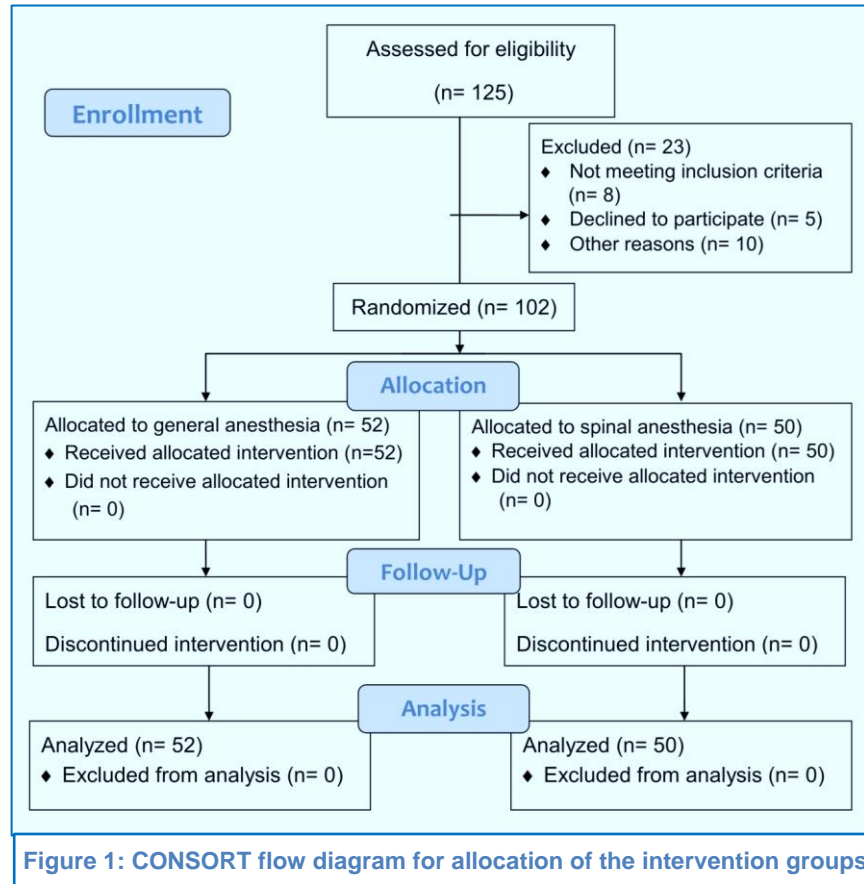 Assessed for eligibility
(n= 125)
Enrollment
Excluded (n= 23)
♦ Not meeting inclusion criteria
(n= 8)
♦ Declined to participate (n= 5)
♦ Other reasons (n= 10)
Randomized (n= 102)
Allocation
Allocated to general anesthesia (n= 52)
♦ Received allocated intervention (n=52)
♦ Did not receive allocated intervention
(n= 0)
Allocated to spinal anesthesia (n= 50)
♦ Received allocated intervention (n= 50)
♦ Did not receive allocated intervention
(n= 0)
Follow-Up
Lost to follow-up (n= 0)
Discontinued intervention (n= 0)
Lost to follow-up (n= 0)
Discontinued intervention (n= 0)
Analysis
Analyzed (n= 52)
♦ Excluded from analysis (n= 0)
Analyzed (n= 50)
♦ Excluded from analysis (n= 0)
Figure 1: CONSORT flow diagram for allocation of the intervention groups